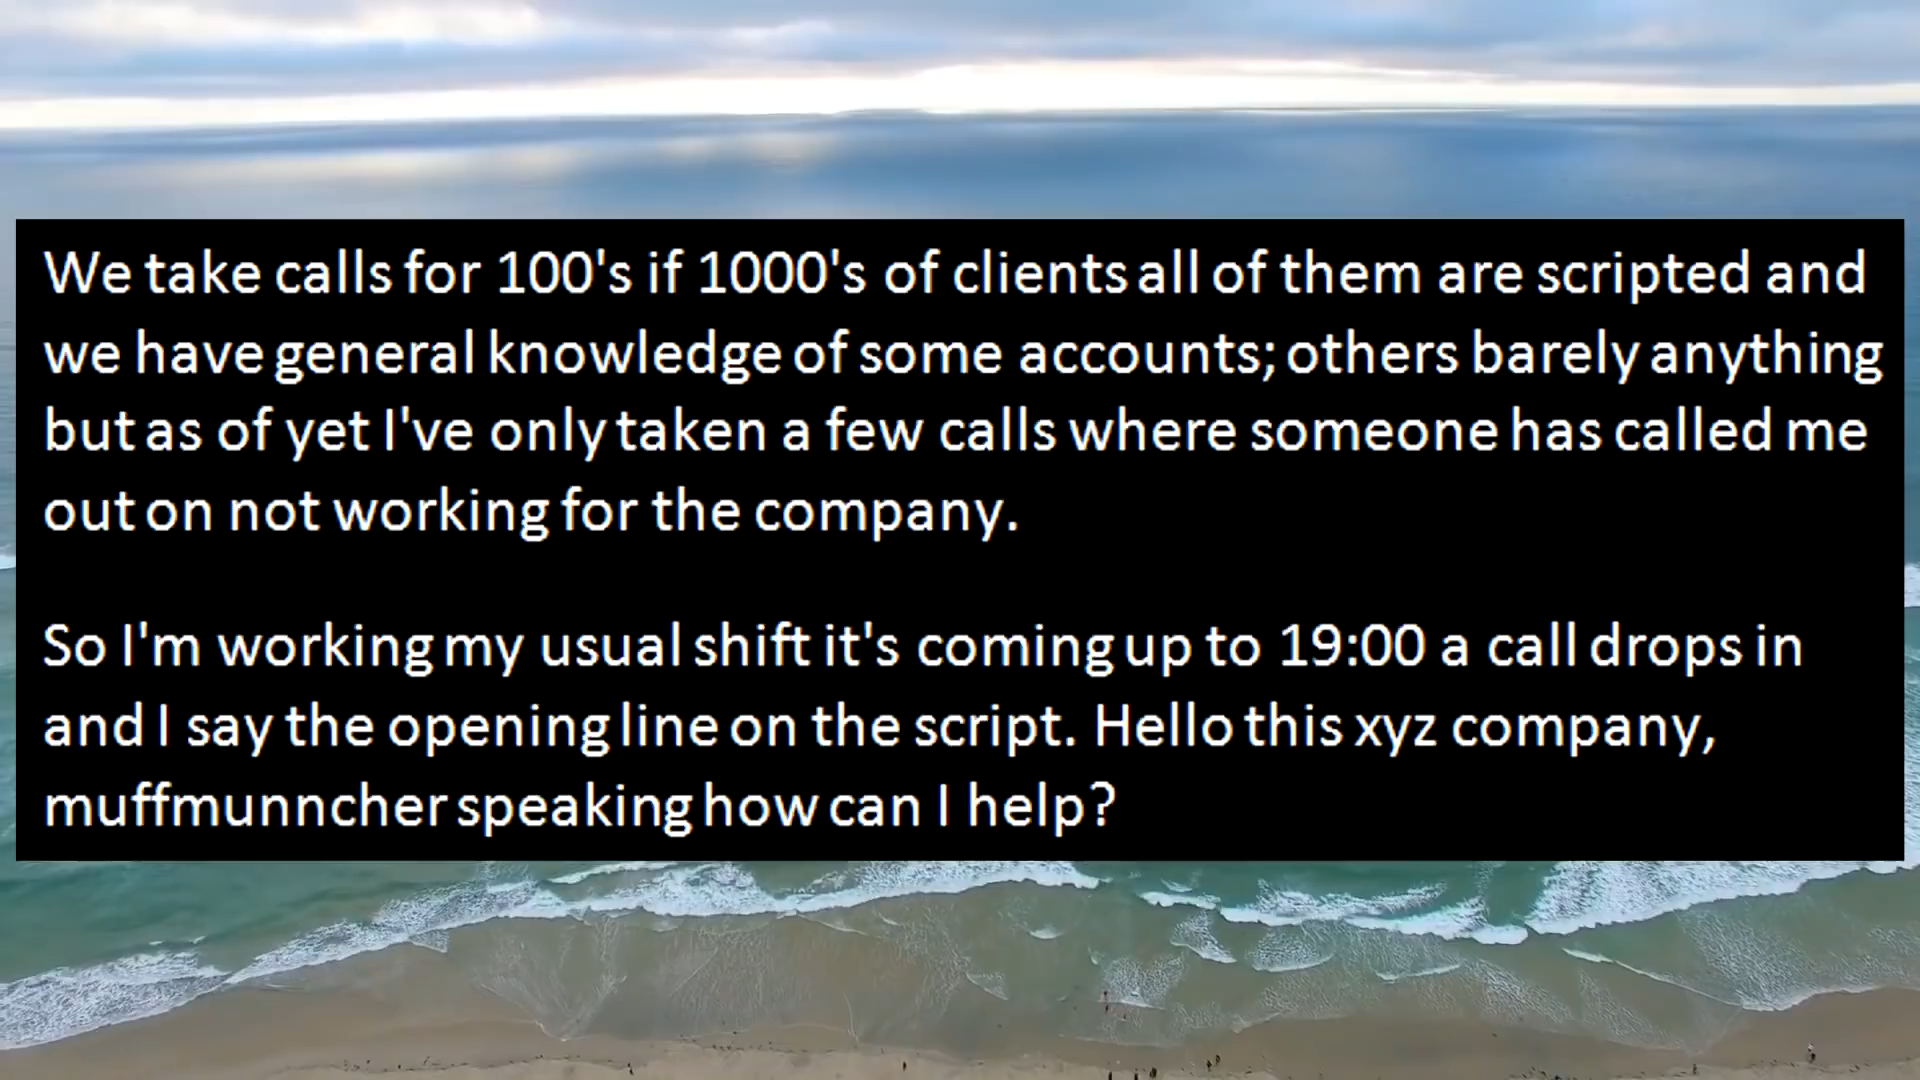 We take calls for 100's if 1000's of clients all of them are scripted and
we have general knowledge of some accounts; others barely anything
but as of yet I've only taken a few calls where someone has called me
out on not working for the company.
So I'm working my usual shift it's coming up to 19:00 a call drops in
and I say the opening line on the script. Hello this xyz company,
muffmunncher speaking how can I help?